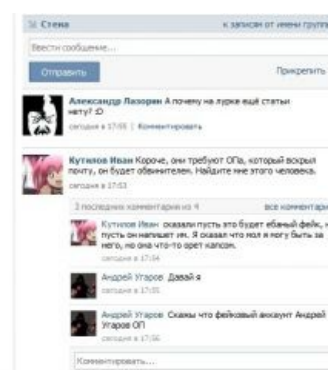 Стена
к записям от имени групп
Ввести сообщение...
Отправить
Прикрепить
Александр Лазорян А почему на лурке ещё статьи
нету? :D
сегодня в 17:55 | Комментировать
Кутилов Иван Короче, они требуют ОПа, который вскрыл
почту, он будет обвинителем. Найдите мне этого человека.
сегодня в 17:53
3 последних комментария из 4
все комментари
Кутилов Иван сказали пусть это будет ебаный фейк, н
пусть он напишет им. Я сказал что мол я могу быть за
него, но она что-то орет капсом.
сегодня в 17:54
Андрей Угаров Давай я
сегодня в 17:55
Андрей Угаров Скажы что фейковый аккаунт Андрей
Угаров ОП
сегодня в 17:56
Комментировать...